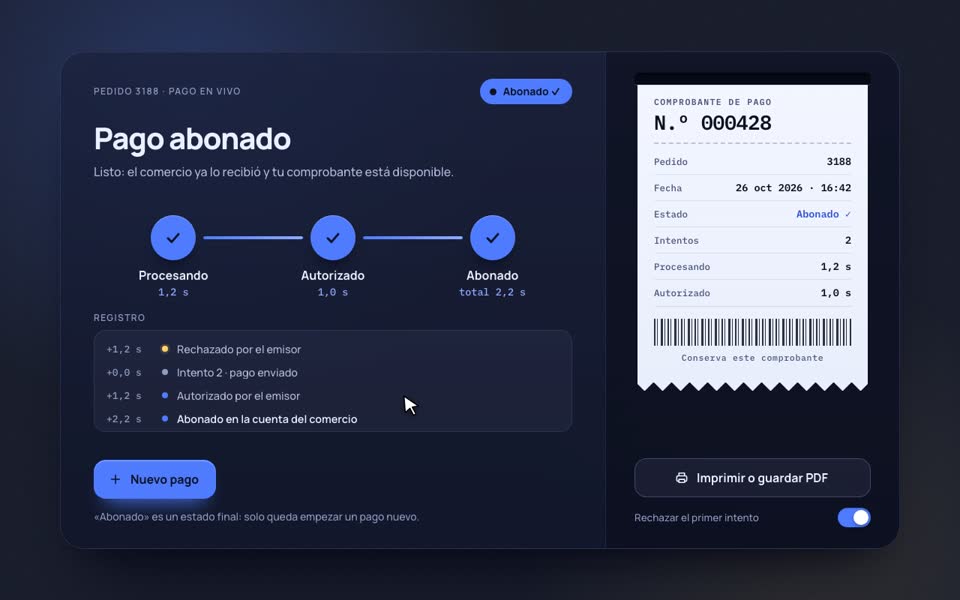 PEDIDO 3188 · PAGO EN VIVO
Abonado ✓
Pago abonado
Listo: el comercio ya lo recibió y tu comprobante está disponible.
Procesando
1,2 s
Autorizado
1,0 s
Abonado
total 2,2 s
REGISTRO
+1,2 s Rechazado por el emisor
+0,0 s Intento 2 · pago enviado
+1,2 s Autorizado por el emisor
+2,2 s Abonado en la cuenta del comercio
+ Nuevo pago
«Abonado» es un estado final: solo queda empezar un pago nuevo.
COMPROBANTE DE PAGO
N.º 000428
Pedido 3188
Fecha 26 oct 2026 · 16:42
Estado Abonado ✓
Intentos 2
Procesando 1,2 s
Autorizado 1,0 s
Conserva este comprobante
Imprimir o guardar PDF
Rechazar el primer intento